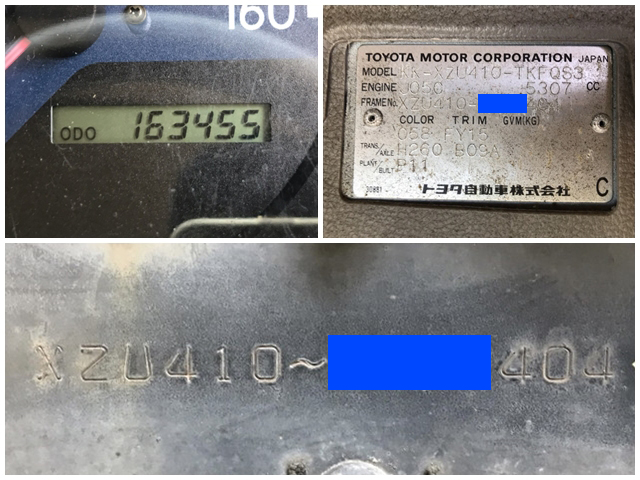 160
ODO 163455
TOYOTA MOTOR CORPORATION JAPAN
MODEL KK-XZU410-TKFQS3
ENGINE J05D 5307 CC
FRAME No. XZU410-
COLOR TRIM GVM(KG)
058 FY15
TRANS/AXLE H260 B09A
PLANT/BUILT P11
30881 トヨタ自動車株式会社 C
XZU410~ 404